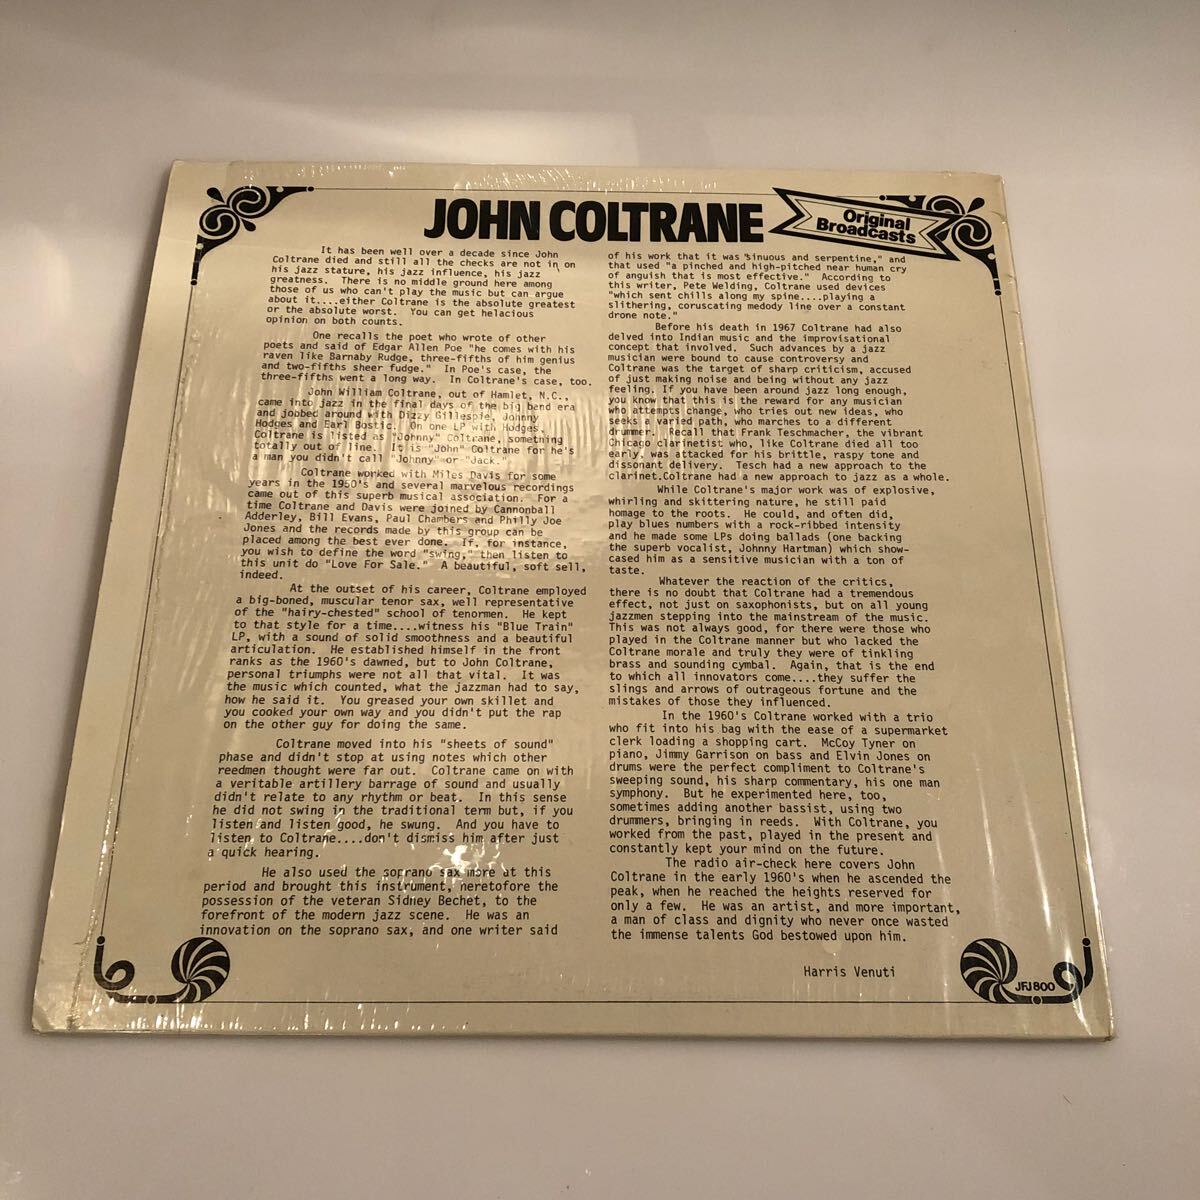 JOHN COLTRANE
Original
Broadcasts
It has been well over a decade since John
Coltrane died and still all the checks are not in on
his jazz stature, his jazz influence, his jazz
greatness. There is no middle ground here among
those of us who can't play the music but can argue
about it....either Coltrane is the absolute greatest
or the absolute worst. You can get helacious
opinion on both counts.
One recalls the poet who wrote of other
poets and said of Edgar Allen Poe "he comes with his
raven like Barnaby Rudge, three-fifths of him genius
and two-fifths sheer fudge." In Poe's case, the
three-fifths went a long way. In Coltrane's case, too.
John William Coltrane, out of Hamlet, N.C.,
came into jazz in the final days of the big band era
and jobbed around with Dizzy Gillespie, Johnny
Hodges and Earl Bostic. On one LP with Hodges,
Coltrane is listed as "Johnny" Coltrane, something
totally out of line. It is "John" Coltrane for he's
a man you didn't call "Johnny" or "Jack."
Coltrane worked with Miles Davis for some
years in the 1950's and several marvelous recordings
came out of this superb musical association. For a
time Coltrane and Davis were joined by Cannonball
Adderley, Bill Evans, Paul Chambers and Philly Joe
Jones and the records made by this group can be
placed among the best ever done. If, for instance,
you wish to define the word "swing," then listen to
this unit do "Love For Sale." A beautiful, soft sell,
indeed.
At the outset of his career, Coltrane employed
a big-boned, muscular tenor sax, well representative
of the "hairy-chested" school of tenormen. He kept
to that style for a time....witness his "Blue Train"
LP, with a sound of solid smoothness and a beautiful
articulation. He established himself in the front
ranks as the 1960's dawned, but to John Coltrane,
personal triumphs were not all that vital. It was
the music which counted, what the jazzman had to say,
how he said it. You greased your own skillet and
you cooked your own way and you didn't put the rap
on the other guy for doing the same.
Coltrane moved into his "sheets of sound"
phase and didn't stop at using notes which other
reedmen thought were far out. Coltrane came on with
a veritable artillery barrage of sound and usually
didn't relate to any rhythm or beat. In this sense
he did not swing in the traditional term but, if you
listen and listen good, he swung. And you have to
listen to Coltrane....don't dismiss him after just
a quick hearing.
He also used the soprano sax more at this
period and brought this instrument, heretofore the
possession of the veteran Sidney Bechet, to the
forefront of the modern jazz scene. He was an
innovation on the soprano sax, and one writer said
of his work that it was "sinuous and serpentine," and
that used "a pinched and high-pitched near human cry
of anguish that is most effective." According to
this writer, Pete Welding, Coltrane used devices
"which sent chills along my spine....playing a
slithering, coruscating medody line over a constant
drone note."
Before his death in 1967 Coltrane had also
delved into Indian music and the improvisational
concept that involved. Such advances by a jazz
musician were bound to cause controversy and
Coltrane was the target of sharp criticism, accused
of just making noise and being without any jazz
feeling. If you have been around jazz long enough,
you know that this is the reward for any musician
who attempts change, who tries out new ideas, who
seeks a varied path, who marches to a different
drummer. Recall that Frank Teschmacher, the vibrant
Chicago clarinetist who, like Coltrane died all too
early, was attacked for his brittle, raspy tone and
dissonant delivery. Tesch had a new approach to the
clarinet.Coltrane had a new approach to jazz as a whole.
While Coltrane's major work was of explosive,
whirling and skittering nature, he still paid
homage to the roots. He could, and often did,
play blues numbers with a rock-ribbed intensity
and he made some LPs doing ballads (one backing
the superb vocalist, Johnny Hartman) which show-
cased him as a sensitive musician with a ton of
taste.
Whatever the reaction of the critics,
there is no doubt that Coltrane had a tremendous
effect, not just on saxophonists, but on all young
jazzmen stepping into the mainstream of the music.
This was not always good, for there were those who
played in the Coltrane manner but who lacked the
Coltrane morale and truly they were of tinkling
brass and sounding cymbal. Again, that is the end
to which all innovators come....they suffer the
slings and arrows of outrageous fortune and the
mistakes of those they influenced.
In the 1960's Coltrane worked with a trio
who fit into his bag with the ease of a supermarket
clerk loading a shopping cart. McCoy Tyner on
piano, Jimmy Garrison on bass and Elvin Jones on
drums were the perfect compliment to Coltrane's
sweeping sound, his sharp commentary, his one man
symphony. But he experimented here, too,
sometimes adding another bassist, using two
drummers, bringing in reeds. With Coltrane, you
worked from the past, played in the present and
constantly kept your mind on the future.
The radio air-check here covers John
Coltrane in the early 1960's when he ascended the
peak, when he reached the heights reserved for
only a few. He was an artist, and more important,
a man of class and dignity who never once wasted
the immense talents God bestowed upon him.
Harris Venuti
JFJ 800